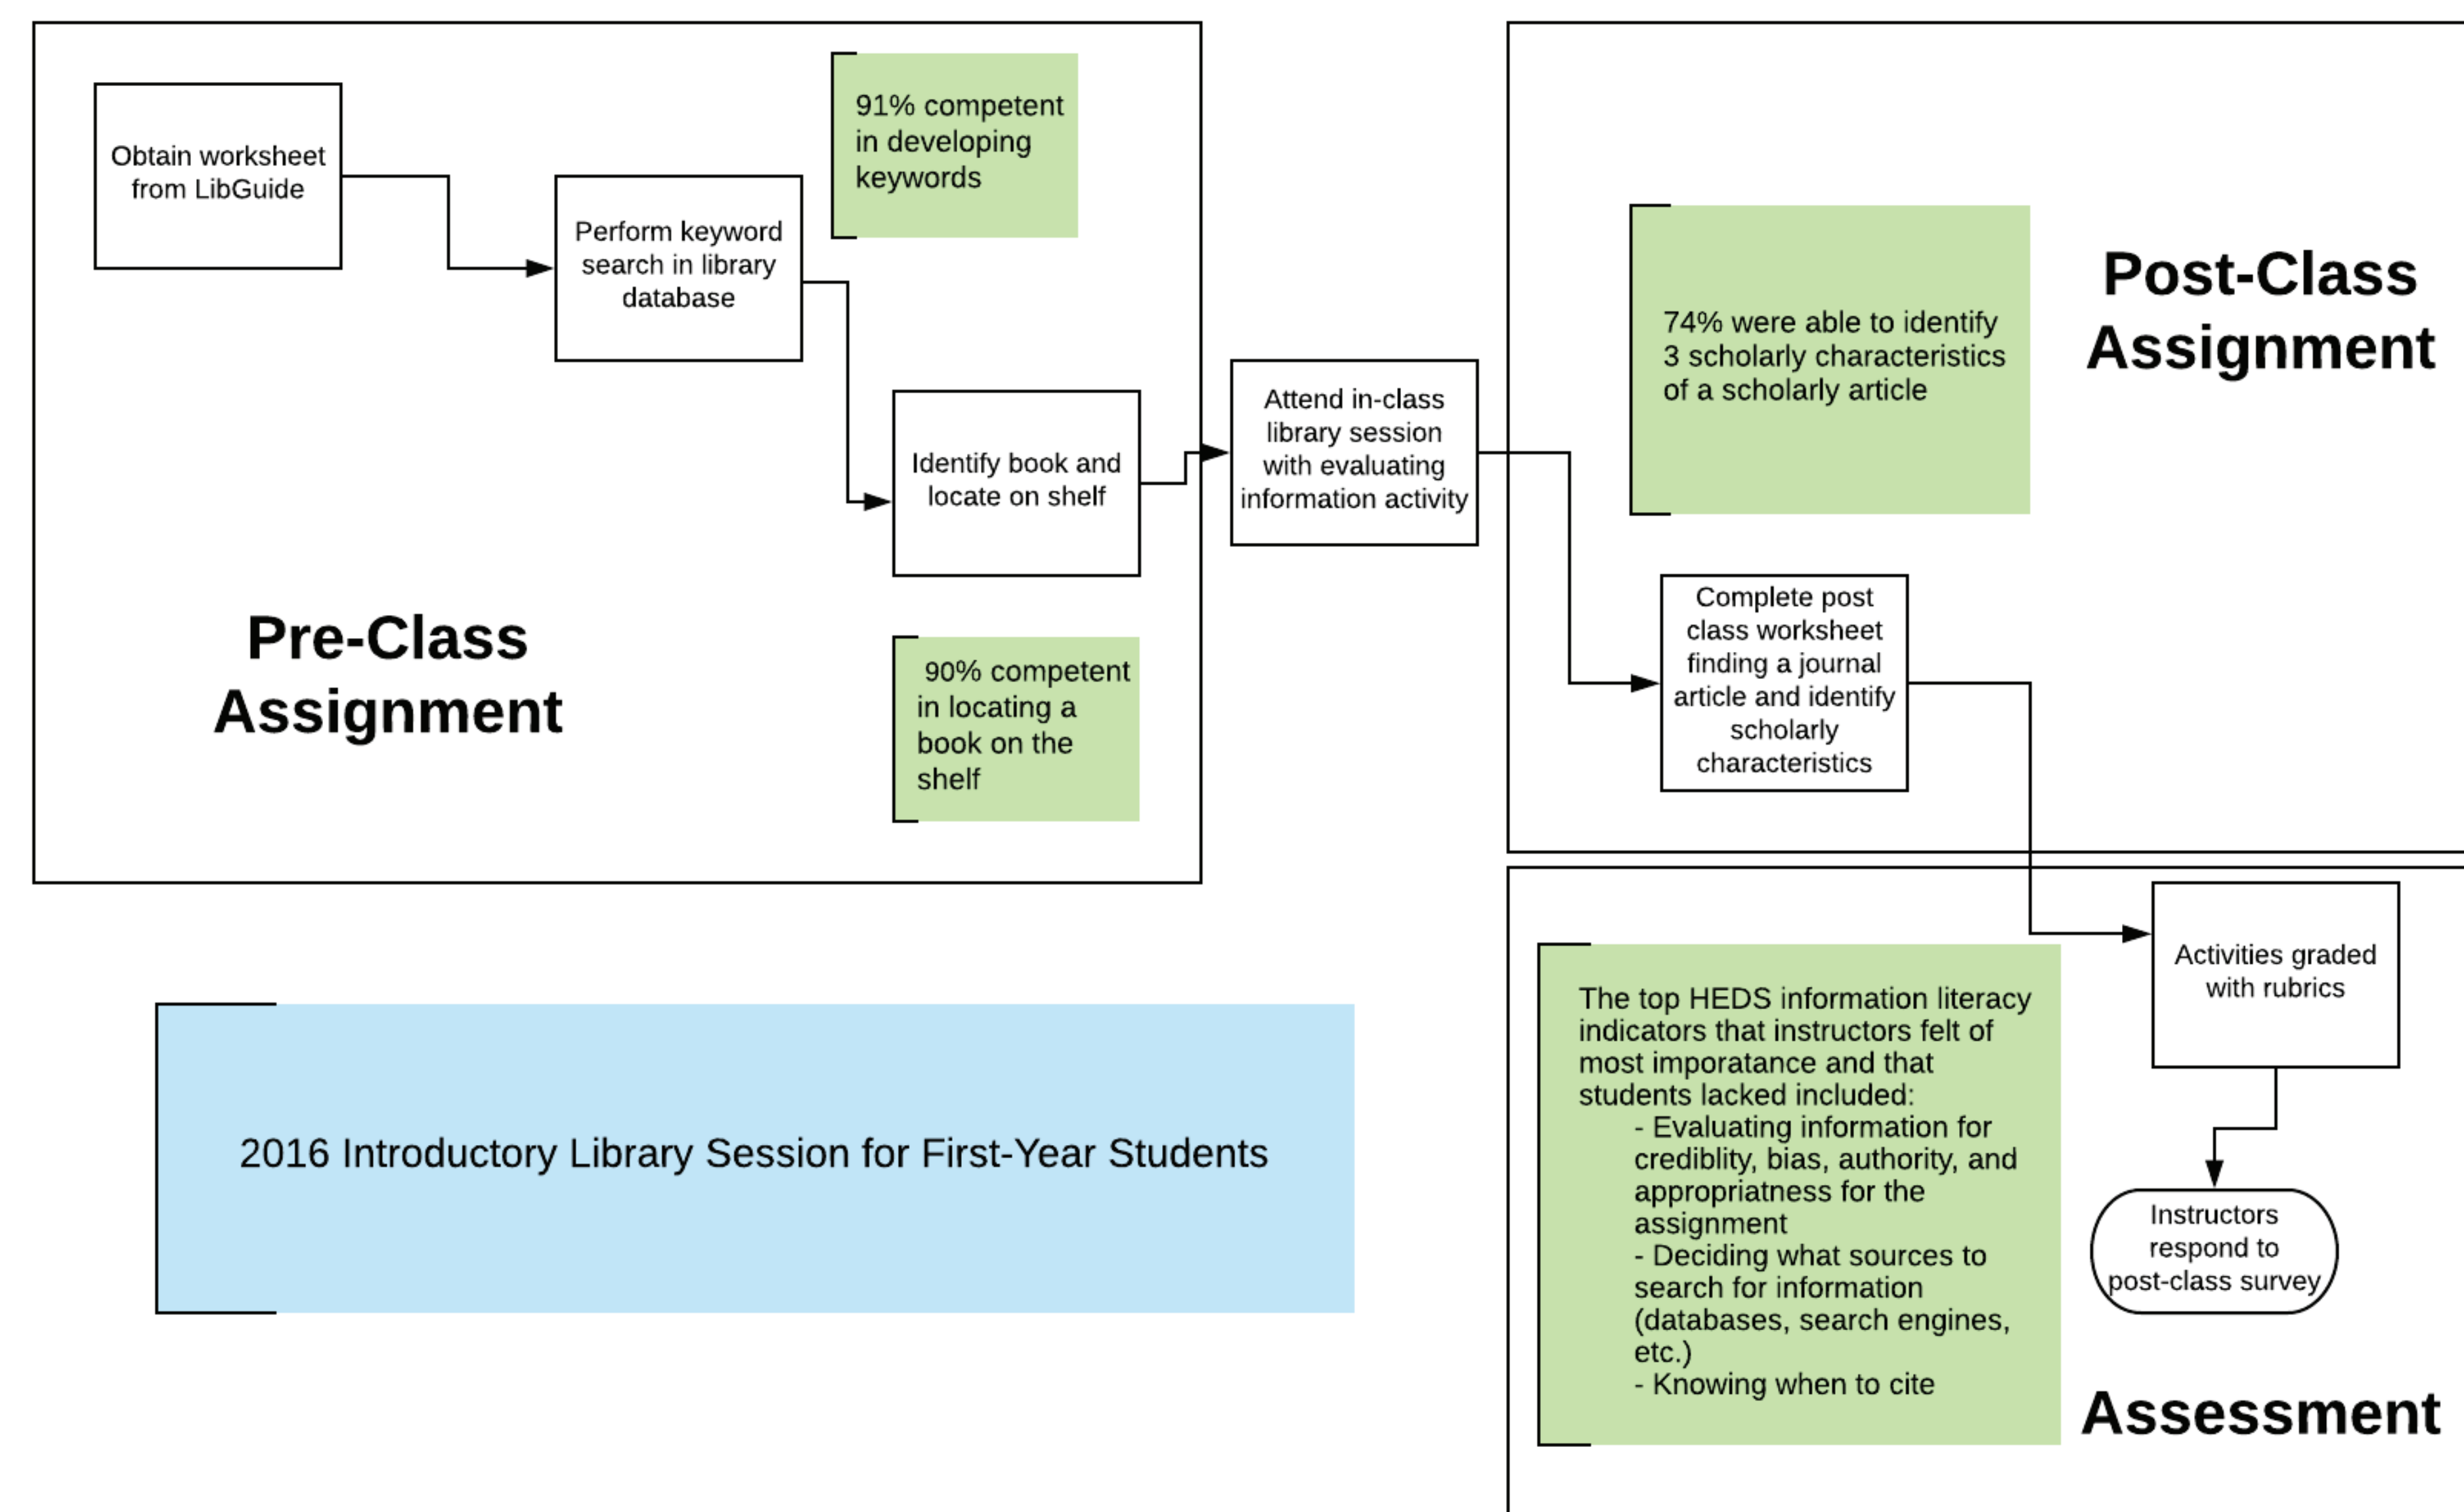 Obtain worksheet
from LibGuide
Perform keyword
search in library
database
91% competent
in developing
keywords
Identify book and
locate on shelf
90% competent
in locating a
book on the
shelf
Pre-Class
Assignment
Attend in-class
library session
with evaluating
information activity
74% were able to identify
3 scholarly characteristics
of a scholarly article
Post-Class
Assignment
Complete post
class worksheet
finding a journal
article and identify
scholarly
characteristics
Activities graded
with rubrics
The top HEDS information literacy
indicators that instructors felt of
most imporatance and that
students lacked included:
- Evaluating information for
crediblity, bias, authority, and
appropriatness for the
assignment
- Deciding what sources to
search for information
(databases, search engines,
etc.)
- Knowing when to cite
Instructors
respond to
post-class survey
Assessment
2016 Introductory Library Session for First-Year Students